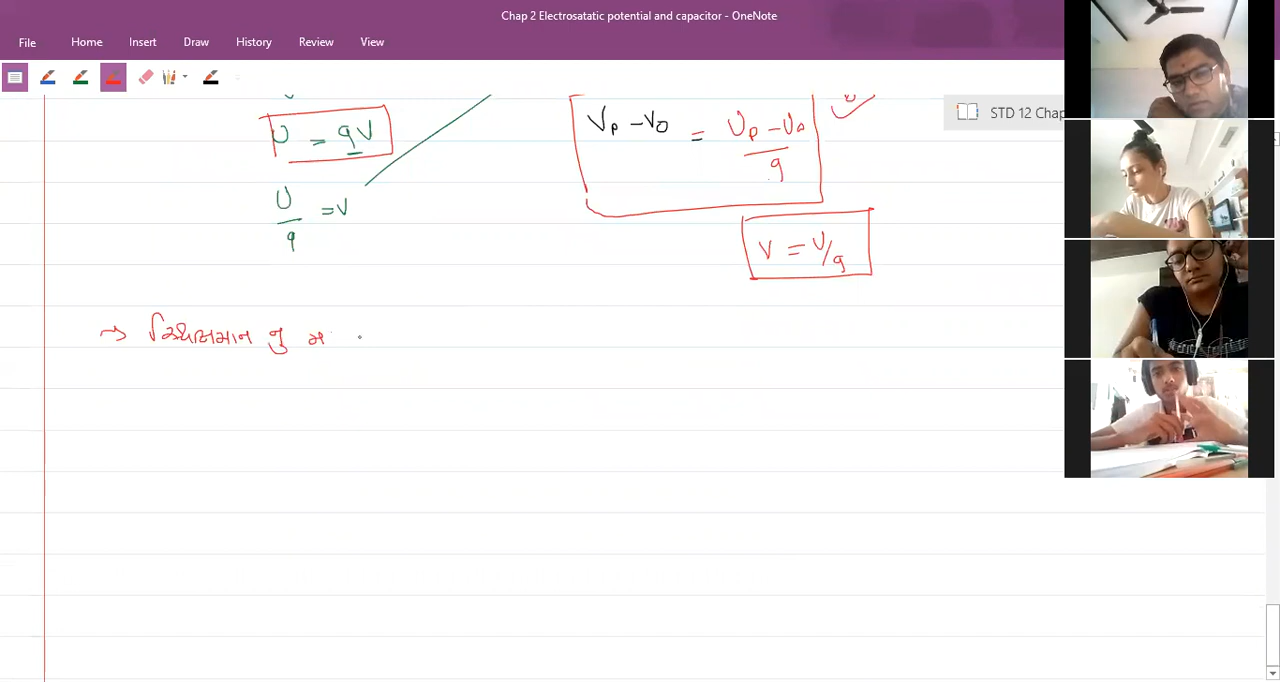 Chap 2 Electrosatatic potential and capacitor - OneNote
File Home Insert Draw History Review View
STD 12 Chap
U = qV
U/q = V
Vp - Vo = Up - Uo / q
V = U/q
→ વિદ્યુતસ્થિતિમાન નુ